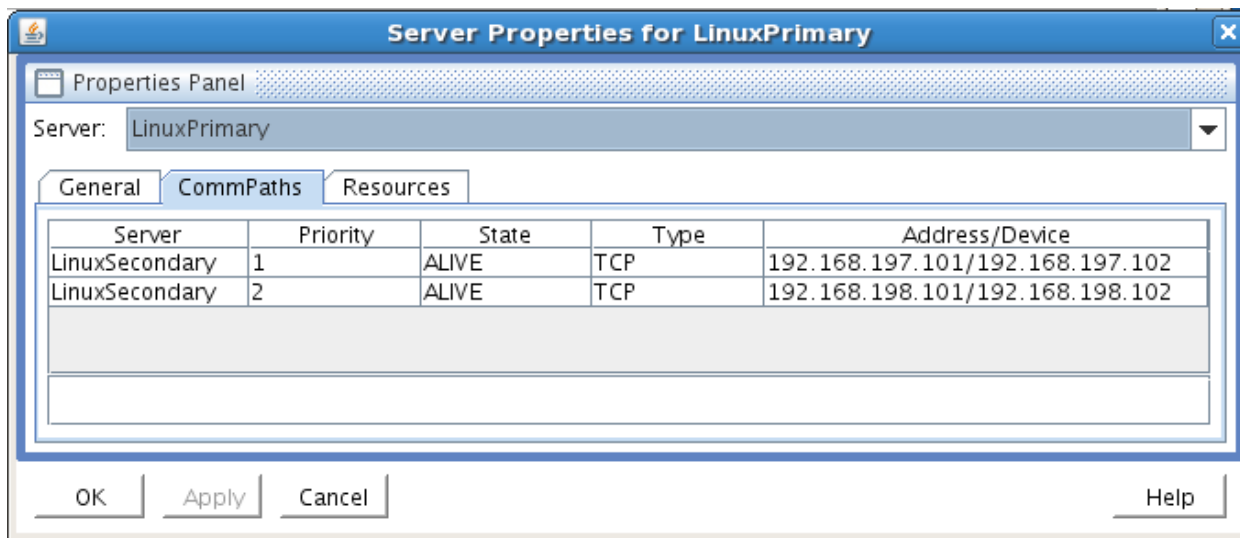 Server Properties for LinuxPrimary
Properties Panel
Server: LinuxPrimary
General CommPaths Resources
Server Priority State Type Address/Device
LinuxSecondary 1 ALIVE TCP 192.168.197.101/192.168.197.102
LinuxSecondary 2 ALIVE TCP 192.168.198.101/192.168.198.102
OK Apply Cancel Help